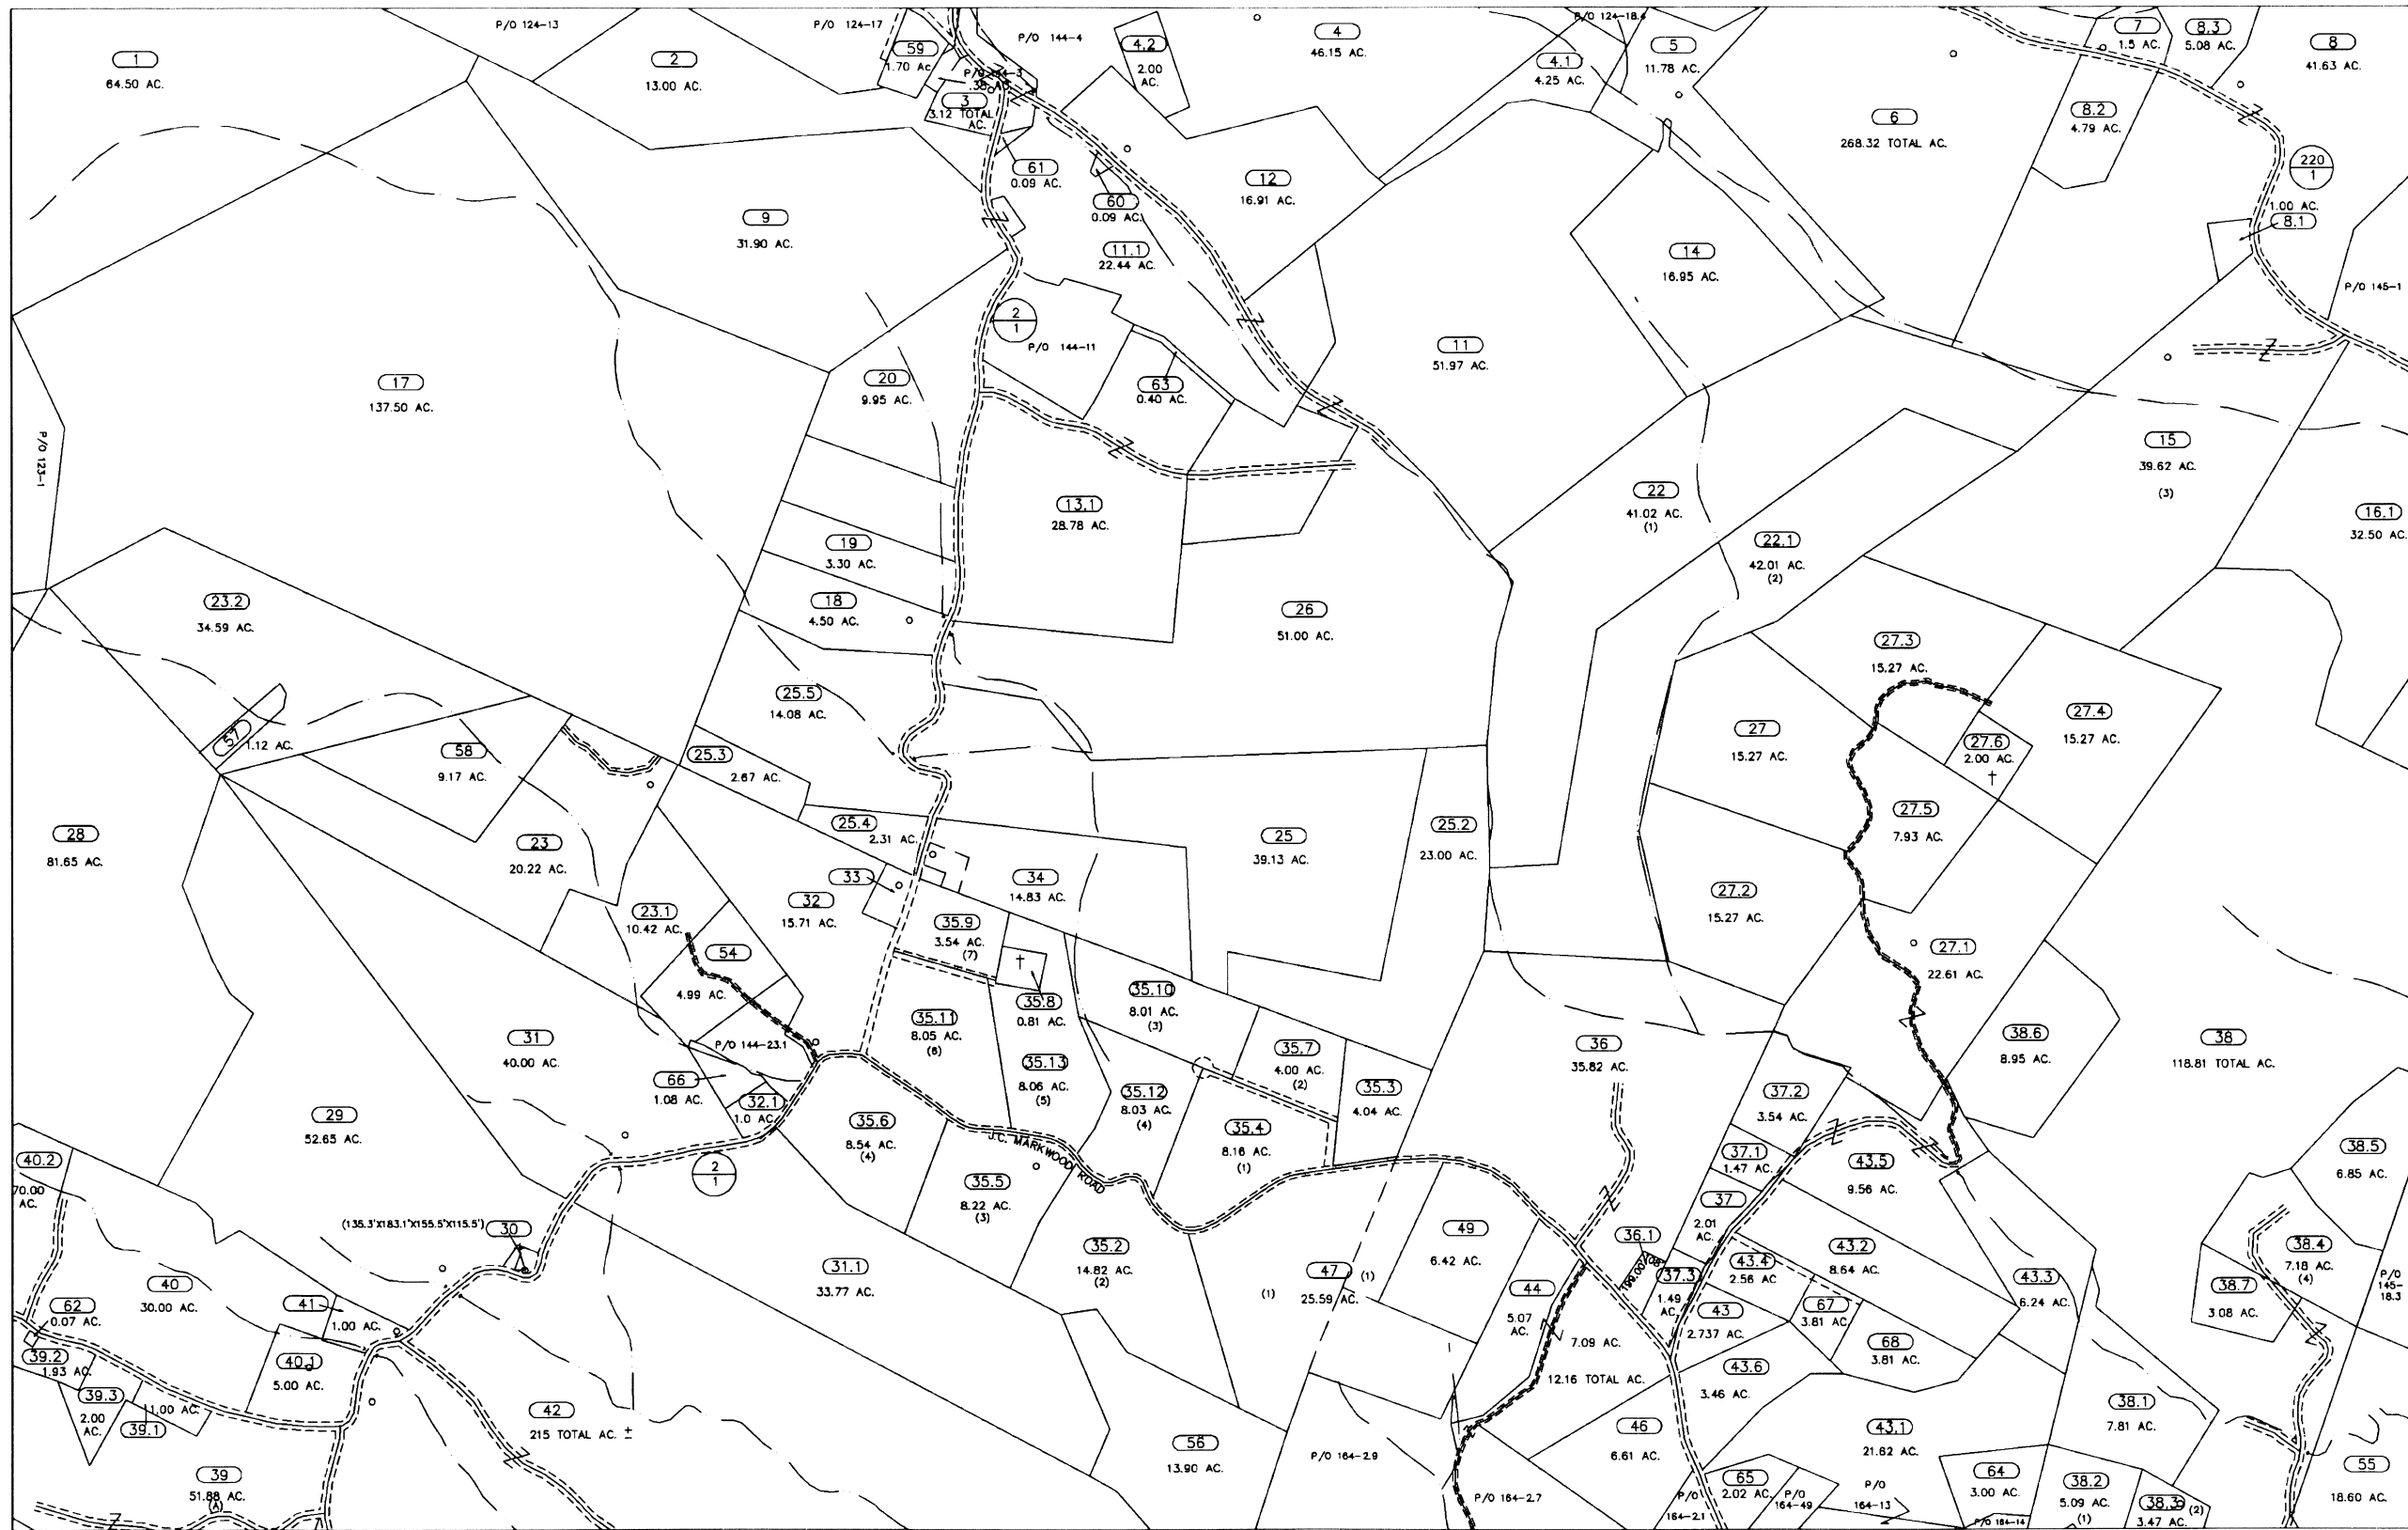 P/O 124-13
P/O 124-17
P/O 144-4
P/O 124-18.4
1
64.50 AC.
2
13.00 AC.
59
1.70 Ac
P/O 144-3
.38 AC
3
3.12 TOTAL
AC.
4.2
2.00
AC.
4
46.15 AC.
4.1
4.25 AC.
5
11.78 AC.
7
1.5 AC.
8.3
5.08 AC.
8
41.63 AC.
6
268.32 TOTAL AC.
8.2
4.79 AC.
220
1
1.00 AC.
8.1
61
0.09 AC.
60
0.09 AC.
12
16.91 AC.
9
31.90 AC.
11.1
22.44 AC.
14
16.95 AC.
P/O 145-1
2
1
P/O 144-11
11
51.97 AC.
17
137.50 AC.
20
9.95 AC.
63
0.40 AC.
P/O 123-1
15
39.62 AC.
(3)
13.1
28.78 AC.
22
41.02 AC.
(1)
16.1
32.50 AC.
19
3.30 AC.
22.1
42.01 AC.
(2)
23.2
34.59 AC.
18
4.50 AC.
26
51.00 AC.
27.3
15.27 AC.
25.5
14.08 AC.
27
15.27 AC.
27.4
15.27 AC.
57
1.12 AC.
58
9.17 AC.
25.3
2.67 AC.
27.6
2.00 AC.
28
81.65 AC.
23
20.22 AC.
25.4
2.31 AC.
25
39.13 AC.
25.2
23.00 AC.
27.5
7.93 AC.
33
34
14.83 AC.
32
15.71 AC.
27.2
15.27 AC.
23.1
10.42 AC.
35.9
3.54 AC.
(7)
54
4.99 AC.
27.1
22.61 AC.
35.8
0.81 AC.
35.10
8.01 AC.
(3)
35.11
8.05 AC.
(6)
31
40.00 AC.
P/O 144-23.1
35.7
4.00 AC.
(2)
36
35.82 AC.
38.6
8.95 AC.
38
118.81 TOTAL AC.
35.13
8.06 AC.
(5)
66
1.08 AC.
32.1
1.0 AC.
35.12
8.03 AC.
(4)
35.3
4.04 AC.
37.2
3.54 AC.
29
52.65 AC.
35.6
8.54 AC.
(4)
J.C. MARKWOOD ROAD
35.4
8.16 AC.
(1)
38.5
6.85 AC.
40.2
70.00
AC.
2
1
35.5
8.22 AC.
(3)
37.1
1.47 AC.
43.5
9.56 AC.
37
2.01
AC.
(135.3'X183.1'X155.5'X115.5')
30
35.2
14.82 AC.
(2)
49
6.42 AC.
36.1
43.4
2.56 AC
43.2
8.64 AC.
38.4
7.18 AC.
(4)
P/O
145-
18.3
40
30.00 AC.
31.1
33.77 AC.
47
(1)
(1)
25.59 AC.
44
5.07
AC.
37.3
1.49
AC.
43.3
6.24 AC.
38.7
3.08 AC.
62
0.07 AC.
41
1.00 AC.
43
2.737 AC.
67
3.81 AC.
7.09 AC.
68
3.81 AC.
39.2
1.93 AC.
40.1
5.00 AC.
43.6
3.46 AC.
12.16 TOTAL AC.
39.3
2.00
AC.
1.00 AC.
39.1
42
215 TOTAL AC. ±
38.1
7.81 AC.
56
13.90 AC.
P/O 164-2.9
46
6.61 AC.
43.1
21.62 AC.
39
51.88 AC.
(A)
P/O 164-2.7
P/O
164-2.1
65
2.02 AC.
P/O
164-49
P/O
164-13
64
3.00 AC.
P/O 164-14
38.2
5.09 AC.
(1)
38.3
(2)
3.47 AC.
55
18.60 AC.